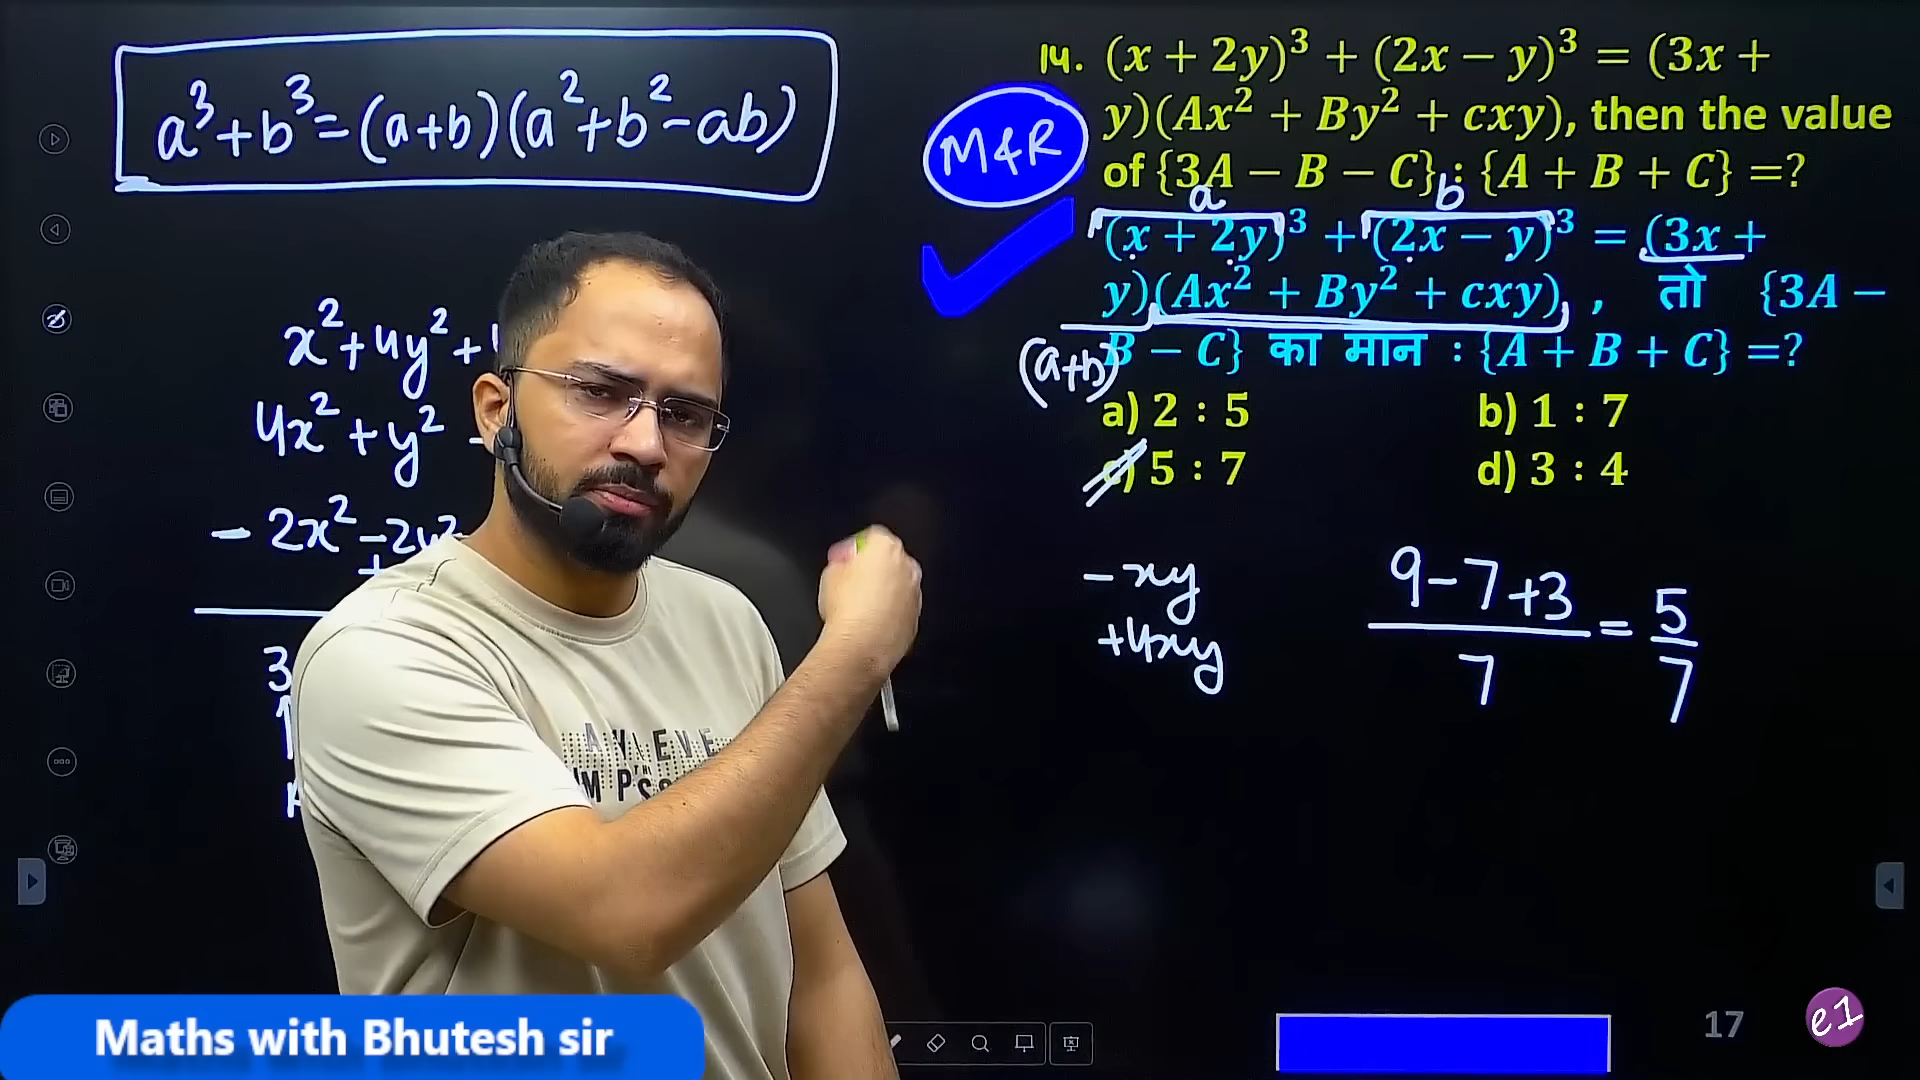 a³+b³=(a+b)(a²+b²-ab)
14. (x + 2y)³ + (2x − y)³ = (3x +
y)(Ax² + By² + cxy), then the value
of {3A − B − C} : {A + B + C} =?
M&R
a b
(x + 2y)³ + (2x − y)³ = (3x +
y)(Ax² + By² + cxy) , तो {3A −
B − C} का मान : {A + B + C} =?
(a+b)
a) 2 : 5 b) 1 : 7
c) 5 : 7 d) 3 : 4
x²+4y²+
4x²+y² -
- 2x²-2y²
+
3
-xy
+4xy
9-7+3/7 = 5/7
Maths with Bhutesh sir
17
e1